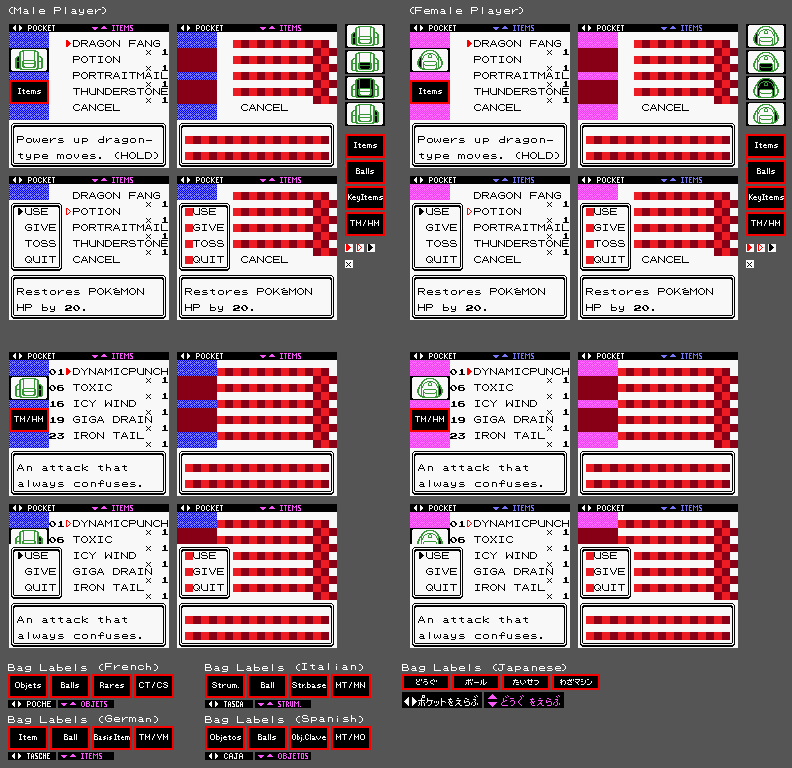 (Male Player)
(Female Player)
POCKET ITEMS
DRAGON FANG
× 1
POTION
× 1
PORTRAITMAIL
× 1
THUNDERSTONE
× 1
CANCEL
Items
Powers up dragon-
type moves. (HOLD)
POCKET ITEMS
CANCEL
Items
Balls
KeyItems
TM/HM
POCKET ITEMS
DRAGON FANG
× 1
POTION
× 1
PORTRAITMAIL
× 1
THUNDERSTONE
× 1
CANCEL
Items
Powers up dragon-
type moves. (HOLD)
POCKET ITEMS
CANCEL
Items
Balls
KeyItems
TM/HM
POCKET ITEMS
DRAGON FANG
× 1
POTION
× 1
PORTRAITMAIL
× 1
THUNDERSTONE
× 1
CANCEL
USE
GIVE
TOSS
QUIT
Restores POKéMON
HP by 20.
POCKET ITEMS
USE
GIVE
TOSS
QUIT
CANCEL
Restores POKéMON
HP by 20.
×
POCKET ITEMS
DRAGON FANG
× 1
POTION
× 1
PORTRAITMAIL
× 1
THUNDERSTONE
× 1
CANCEL
USE
GIVE
TOSS
QUIT
Restores POKéMON
HP by 20.
POCKET ITEMS
USE
GIVE
TOSS
QUIT
CANCEL
Restores POKéMON
HP by 20.
×
POCKET ITEMS
01 DYNAMICPUNCH
× 1
06 TOXIC
× 1
16 ICY WIND
× 1
19 GIGA DRAIN
× 1
23 IRON TAIL
× 1
TM/HM
An attack that
always confuses.
POCKET ITEMS
POCKET ITEMS
01 DYNAMICPUNCH
× 1
06 TOXIC
× 1
16 ICY WIND
× 1
19 GIGA DRAIN
× 1
23 IRON TAIL
× 1
TM/HM
An attack that
always confuses.
POCKET ITEMS
POCKET ITEMS
01 DYNAMICPUNCH
× 1
06 TOXIC
× 1
ICY WIND
× 1
GIGA DRAIN
× 1
IRON TAIL
× 1
USE
GIVE
QUIT
An attack that
always confuses.
POCKET ITEMS
USE
GIVE
QUIT
POCKET ITEMS
01 DYNAMICPUNCH
× 1
06 TOXIC
× 1
ICY WIND
× 1
GIGA DRAIN
× 1
IRON TAIL
× 1
USE
GIVE
QUIT
An attack that
always confuses.
POCKET ITEMS
USE
GIVE
QUIT
Bag Labels (French)
Objets Balls Rares CT/CS
POCHE OBJETS
Bag Labels (Italian)
Strum. Ball Str.base MT/MN
TASCA STRUM.
Bag Labels (Japanese)
どうぐ ボール たいせつ わざマシン
ポケットをえらぶ どうぐ をえらぶ
Bag Labels (German)
Item Ball BasisItem TM/VM
TASCHE ITEMS
Bag Labels (Spanish)
Objetos Balls Obj.Clave MT/MO
CAJA OBJETOS